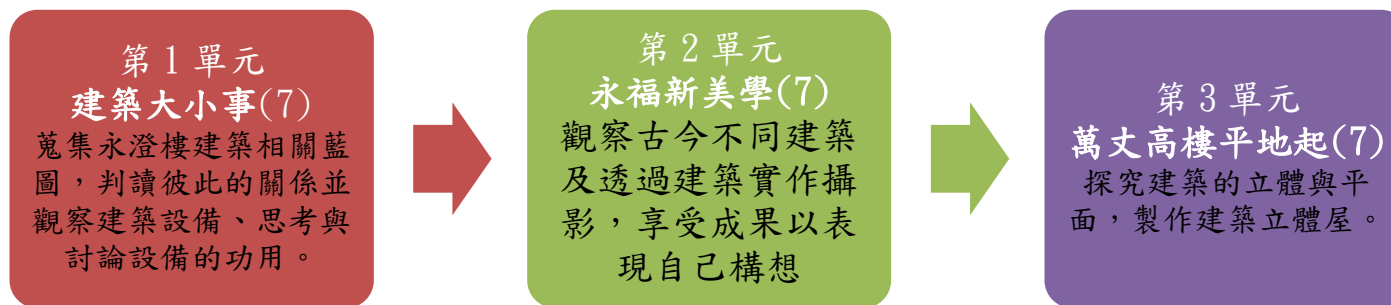 第 1 單元
建築大小事(7)
蒐集永澄樓建築相關藍
圖，判讀彼此的關係並
觀察建築設備、思考與
討論設備的功用。
第 2 單元
永福新美學(7)
觀察古今不同建築
及透過建築實作攝
影，享受成果以表
現自己構想
第 3 單元
萬丈高樓平地起(7)
探究建築的立體與平
面，製作建築立體屋。